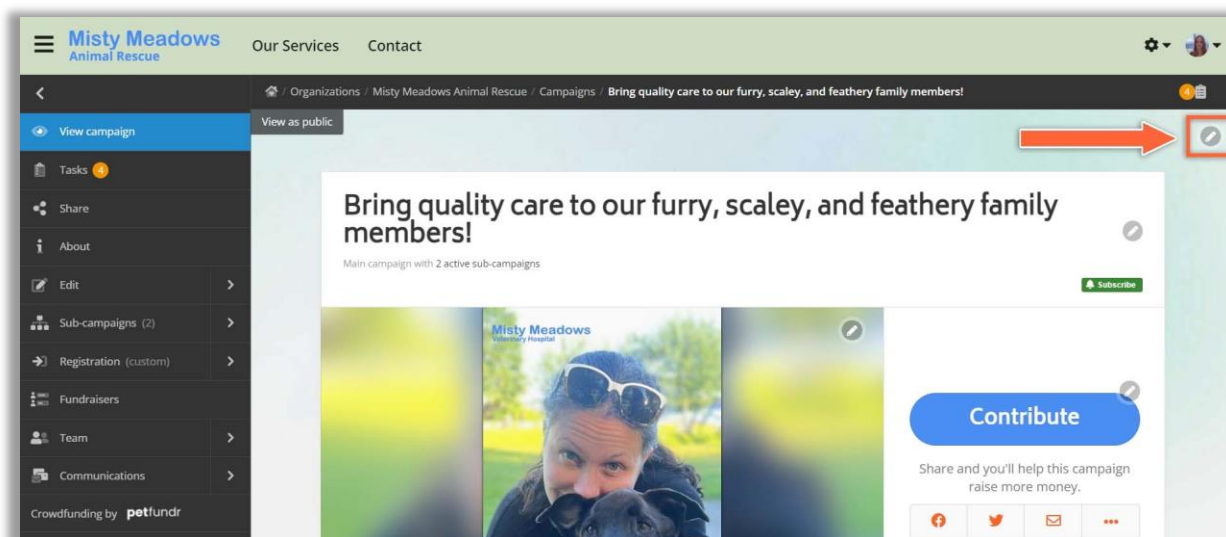 Misty Meadows
Animal Rescue
Our Services
Contact
/ Organizations / Misty Meadows Animal Rescue / Campaigns / Bring quality care to our furry, scaley, and feathery family members!
4
View campaign
View as public
Tasks 4
Share
About
Edit
Sub-campaigns (2)
Registration (custom)
Fundraisers
Team
Communications
Crowdfunding by petfundr
Bring quality care to our furry, scaley, and feathery family
members!
Main campaign with 2 active sub-campaigns
Subscribe
Misty Meadows
Veterinary Hospital
Contribute
Share and you'll help this campaign
raise more money.